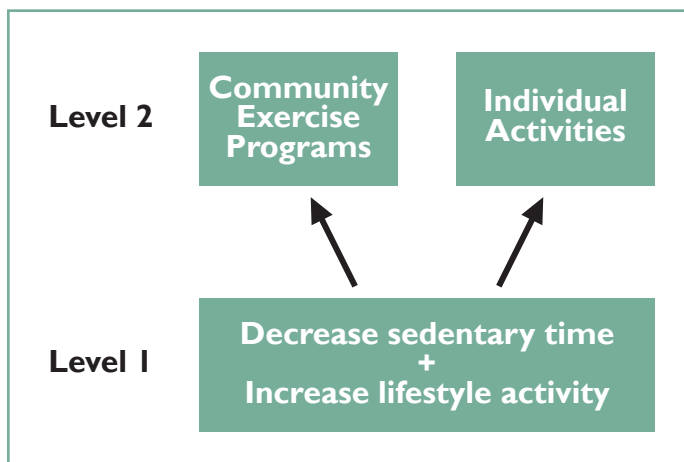 Level 2
Community
Exercise
Programs
Individual
Activities
Level 1
Decrease sedentary time
+
Increase lifestyle activity